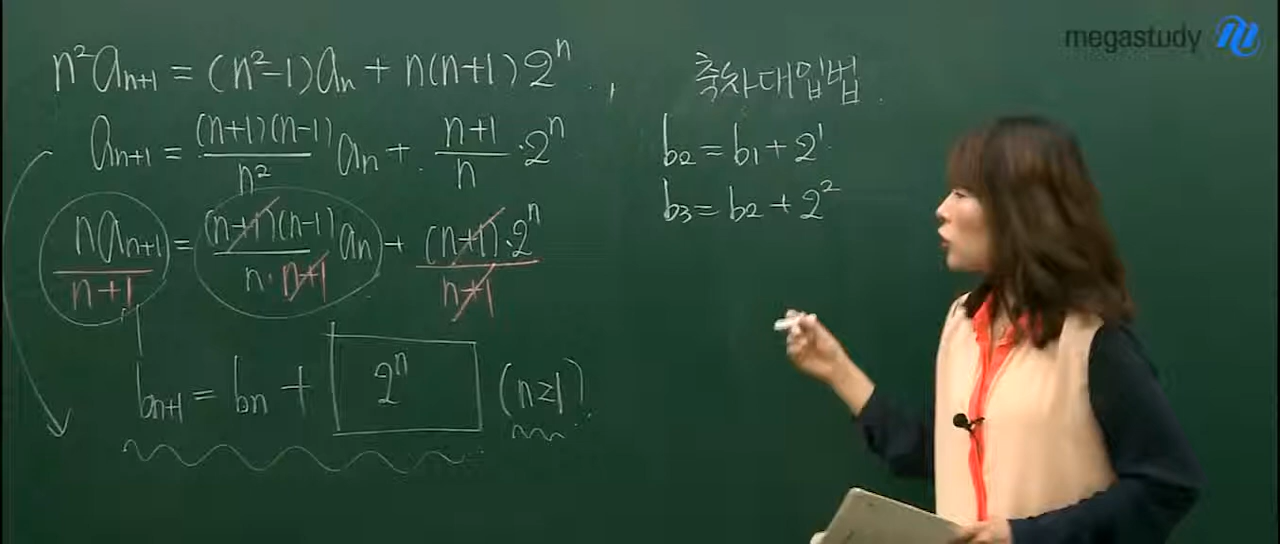 megastudy
n²aₙ₊₁ = (n²-1)aₙ + n(n+1)2ⁿ,
aₙ₊₁ = (n+1)(n-1)/n² aₙ + n+1/n · 2ⁿ
naₙ₊₁/n+1 = (n+1)(n-1)/n·n+1 aₙ + (n+1)·2ⁿ/n+1
bₙ₊₁ = bₙ + 2ⁿ (n≥1).
축차대입법.
b₂ = b₁ + 2¹
b₃ = b₂ + 2²